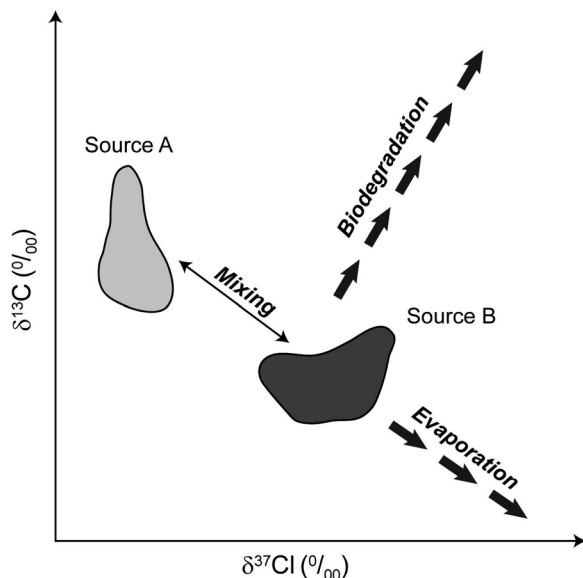 Source A
Biodegradation
Mixing
Source B
Evaporation
δ¹³C (⁰/₀₀)
δ³⁷Cl (⁰/₀₀)